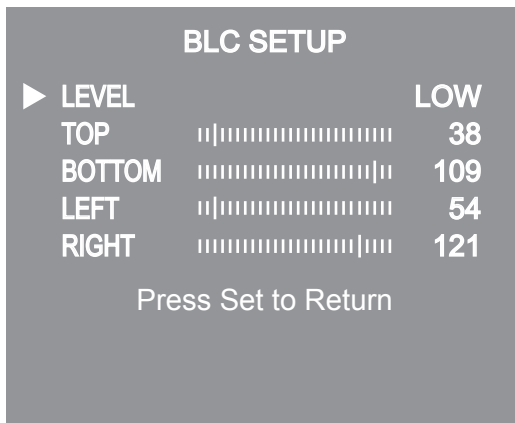 BLC SETUP
LEVEL LOW
TOP 38
BOTTOM 109
LEFT 54
RIGHT 121
Press Set to Return